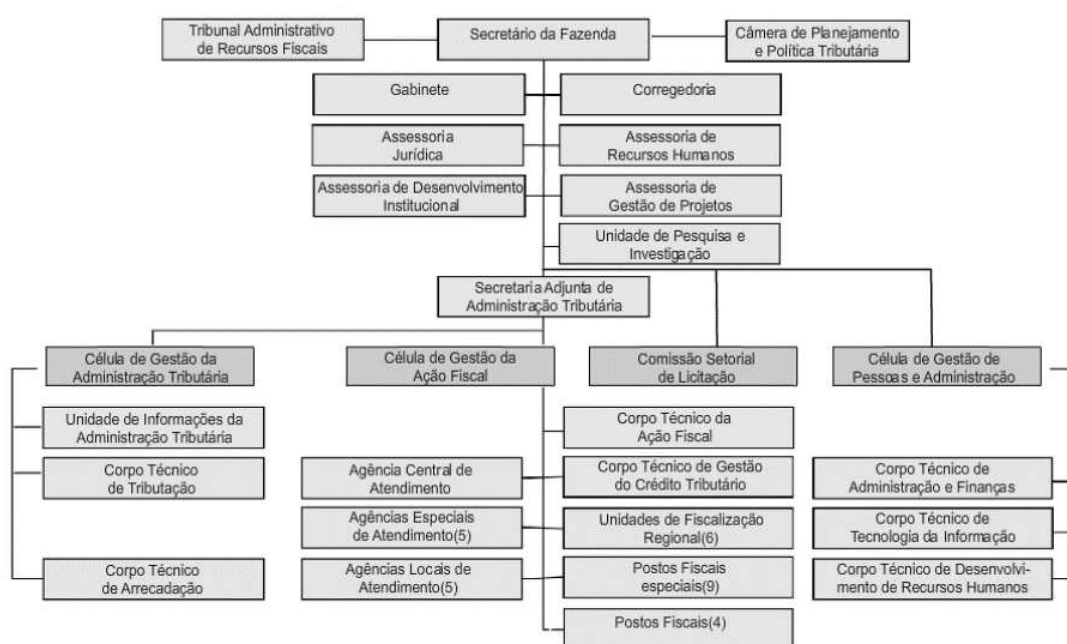 Tribunal Administrativo
de Recursos Fiscais
Secretário da Fazenda
Câmera de Planejamento
e Política Tributária
Gabinete
Corregedoria
Assessoria
Jurídica
Assessoria de
Recursos Humanos
Assessoria de Desenvolvimento
Institucional
Assessoria de
Gestão de Projetos
Unidade de Pesquisa e
Investigação
Secretaria Adjunta de
Administração Tributária
Célula de Gestão da
Administração Tributária
Célula de Gestão da
Ação Fiscal
Comissão Setorial
de Licitação
Célula de Gestão de
Pessoas e Administração
Unidade de Informações da
Administração Tributária
Corpo Técnico da
Ação Fiscal
Corpo Técnico
de Tributação
Agência Central de
Atendimento
Corpo Técnico de Gestão
do Crédito Tributário
Corpo Técnico de
Administração e Finanças
Agências Especiais
de Atendimento(5)
Unidades de Fiscalização
Regional(6)
Corpo Técnico de
Tecnologia da Informação
Corpo Técnico
de Arrecadação
Agências Locais de
Atendimento(5)
Postos Fiscais
especiais(9)
Corpo Técnico de Desenvolvi-
mento de Recursos Humanos
Postos Fiscais(4)